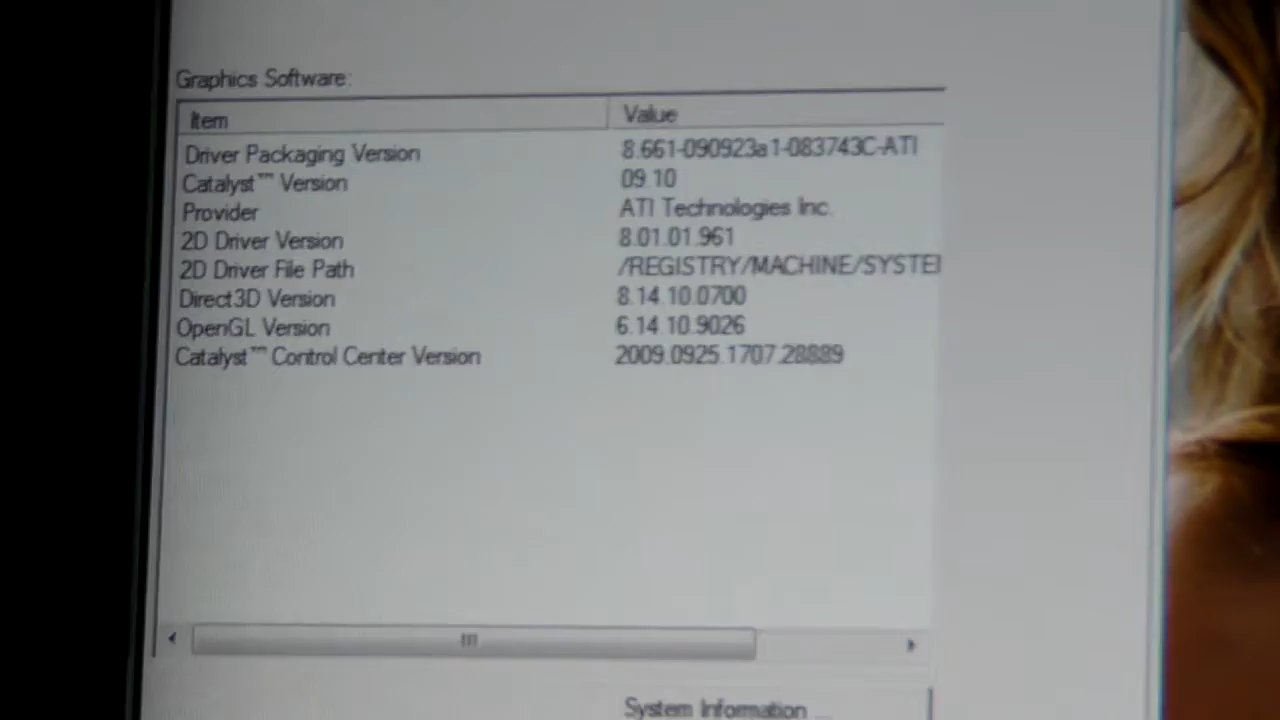 Graphics Software:
Item Value
Driver Packaging Version 8.661-090923a1-083743C-ATI
Catalyst™ Version 09.10
Provider ATI Technologies Inc.
2D Driver Version 8.01.01.961
2D Driver File Path /REGISTRY/MACHINE/SYSTE
Direct3D Version 8.14.10.0700
OpenGL Version 6.14.10.9026
Catalyst™ Control Center Version 2009.0925.1707.28889
System Information ...